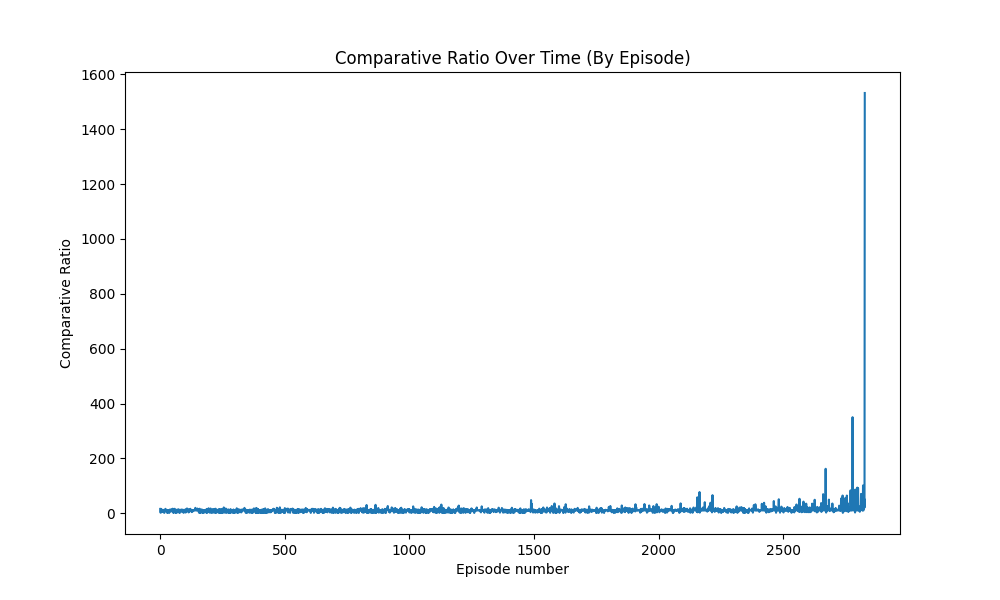 Comparative Ratio Over Time (By Episode)
1600
1400
1200
1000
800
600
400
200
0
Comparative Ratio
0 500 1000 1500 2000 2500
Episode number